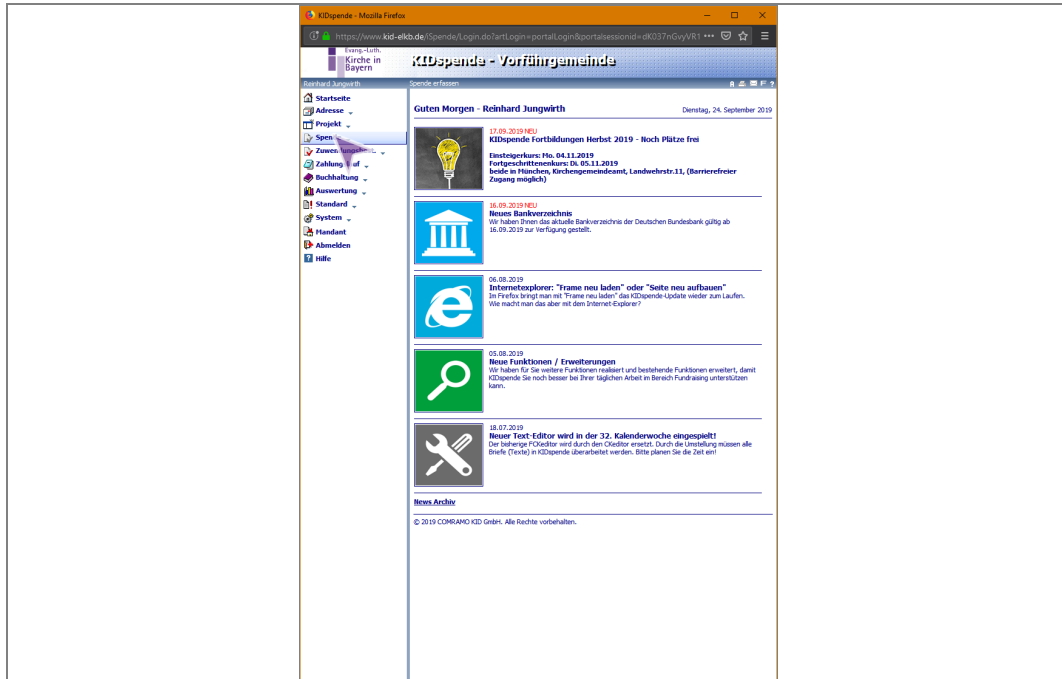 KIDspende - Mozilla Firefox
https://www.kid-elkb.de/iSpende/Login.do?artLogin=portalLogin&portalsessionid=dK037nGvyVR1
Evang.-Luth.
Kirche in
Bayern
KIDspende - Vorführgemeinde
Reinhard Jungwirth
Spende erfassen
Startseite
Adresse
Projekt
Zahlung
Buchhaltung
Auswertung
Standard
System
Mandant
Abmelden
Hilfe
Guten Morgen - Reinhard Jungwirth
Dienstag, 24. September 2019
17.09.2019 NEU
KIDspende Fortbildungen Herbst 2019 - Noch Plätze frei
Einsteigerkurs: Mo. 04.11.2019
Fortgeschrittenenkurs: Di. 05.11.2019
beide in München, Kirchengemeindeamt, Landwehrstr.11, (Barrierefreier
Zugang möglich)
16.09.2019 NEU
Neues Bankverzeichnis
Wir haben Ihnen das aktuelle Bankverzeichnis der Deutschen Bundesbank gültig ab
16.09.2019 zur Verfügung gestellt.
06.08.2019
Internetexplorer: "Frame neu laden" oder "Seite neu aufbauen"
Im Firefox bringt man mit "Frame neu laden" das KIDspende-Update wieder zum Laufen.
Wie macht man das aber mit dem Internet-Explorer?
05.08.2019
Neue Funktionen / Erweiterungen
Wir haben für Sie weitere Funktionen realisiert und bestehende Funktionen erweitert, damit
KIDspende Sie noch besser bei Ihrer täglichen Arbeit im Bereich Fundraising unterstützen
kann.
18.07.2019
Neuer Text-Editor wird in der 32. Kalenderwoche eingespielt!
Der bisherige FCKeditor wird durch den CKeditor ersetzt. Durch die Umstellung müssen alle
Briefe (Texte) in KIDspende überarbeitet werden. Bitte planen Sie die Zeit ein!
News Archiv
© 2019 COMRAMO KID GmbH. Alle Rechte vorbehalten.